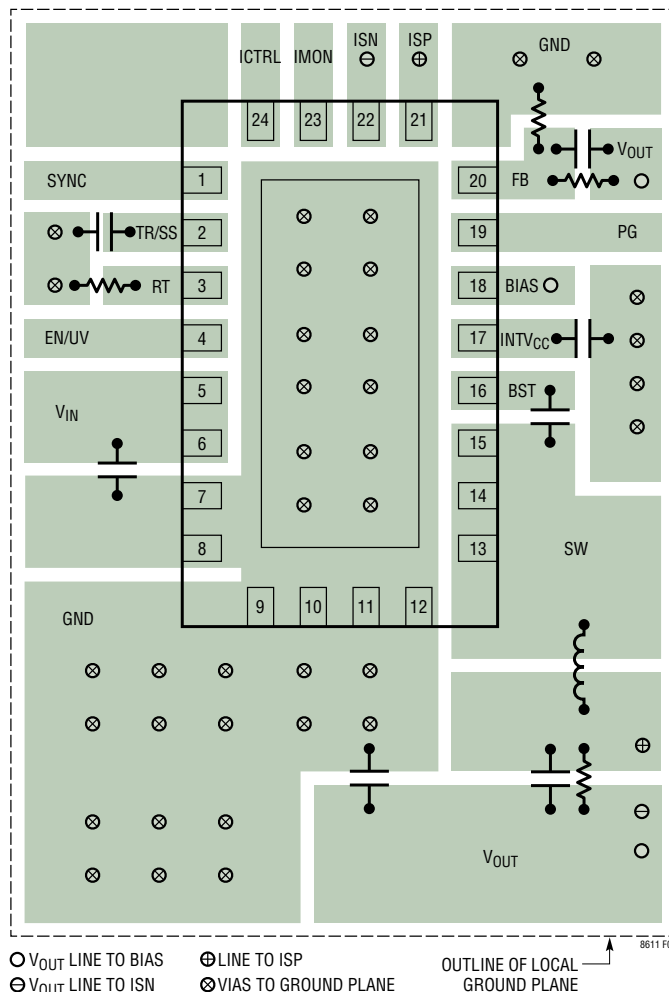 ICTRL IMON ISN ISP GND
24 23 22 21
VOUT
SYNC 1 20 FB
TR/SS 2 19 PG
RT 3 18 BIAS
EN/UV 4 17 INTVCC
5 16 BST
VIN
6 15
7 14
8 13 SW
9 10 11 12
GND
VOUT
8611 F
VOUT LINE TO BIAS LINE TO ISP OUTLINE OF LOCAL
VOUT LINE TO ISN VIAS TO GROUND PLANE GROUND PLANE